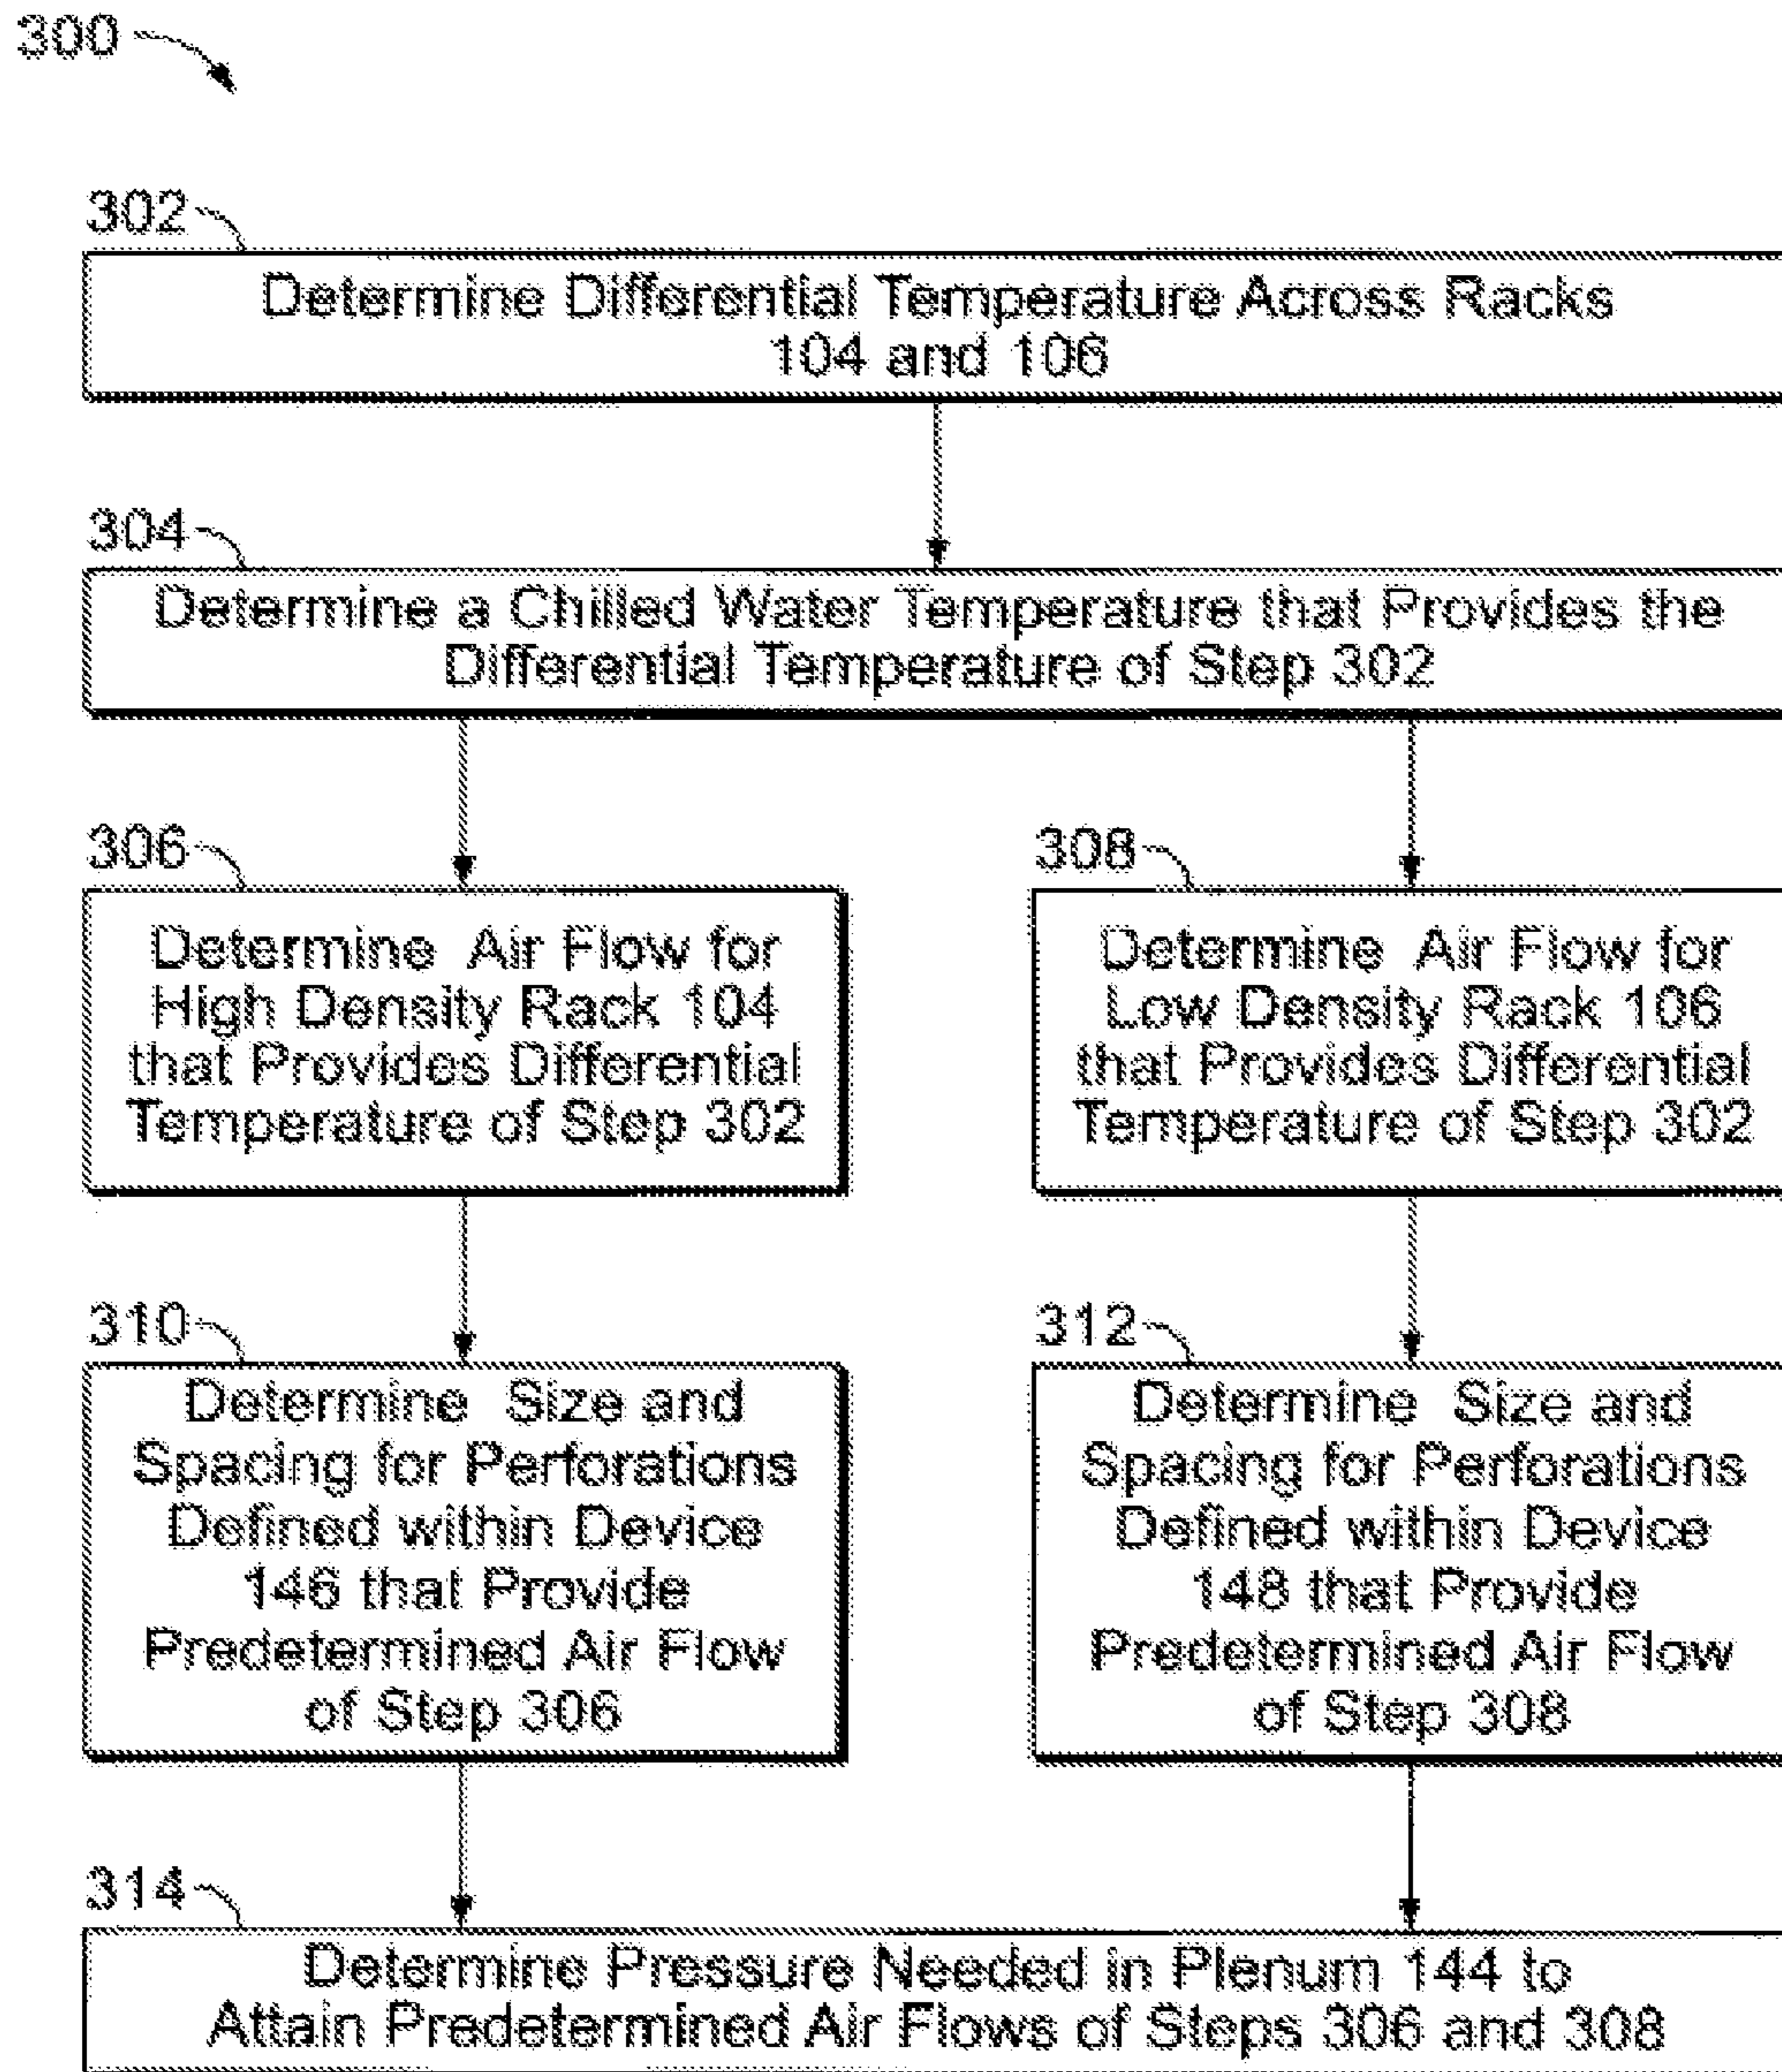 300
302
Determine Differential Temperature Across Racks
104 and 106
304
Determine a Chilled Water Temperature that Provides the
Differential Temperature of Step 302
306
Determine Air Flow for
High Density Rack 104
that Provides Differential
Temperature of Step 302
308
Determine Air Flow for
Low Density Rack 106
that Provides Differential
Temperature of Step 302
310
Determine Size and
Spacing for Perforations
Defined within Device
146 that Provide
Predetermined Air Flow
of Step 306
312
Determine Size and
Spacing for Perforations
Defined within Device
148 that Provide
Predetermined Air Flow
of Step 308
314
Determine Pressure Needed in Plenum 144 to
Attain Predetermined Air Flows of Steps 306 and 308